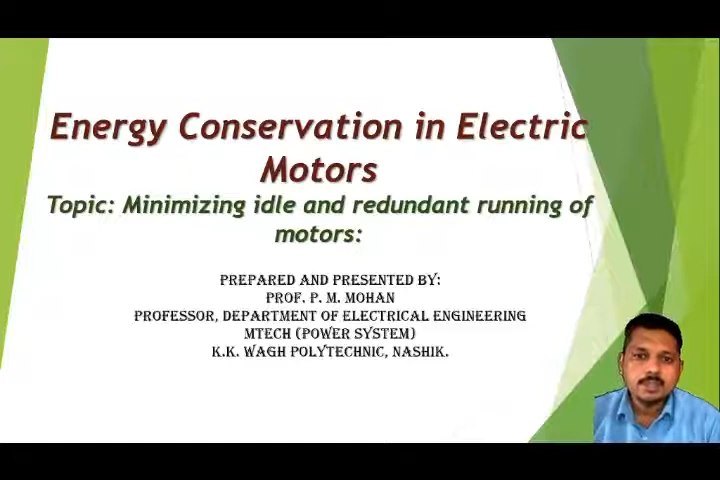 Energy Conservation in Electric
Motors
Topic: Minimizing idle and redundant running of
motors:
PREPARED AND PRESENTED BY:
PROF. P. M. MOHAN
PROFESSOR, DEPARTMENT OF ELECTRICAL ENGINEERING
MTECH (POWER SYSTEM)
K.K. WAGH POLYTECHNIC, NASHIK.